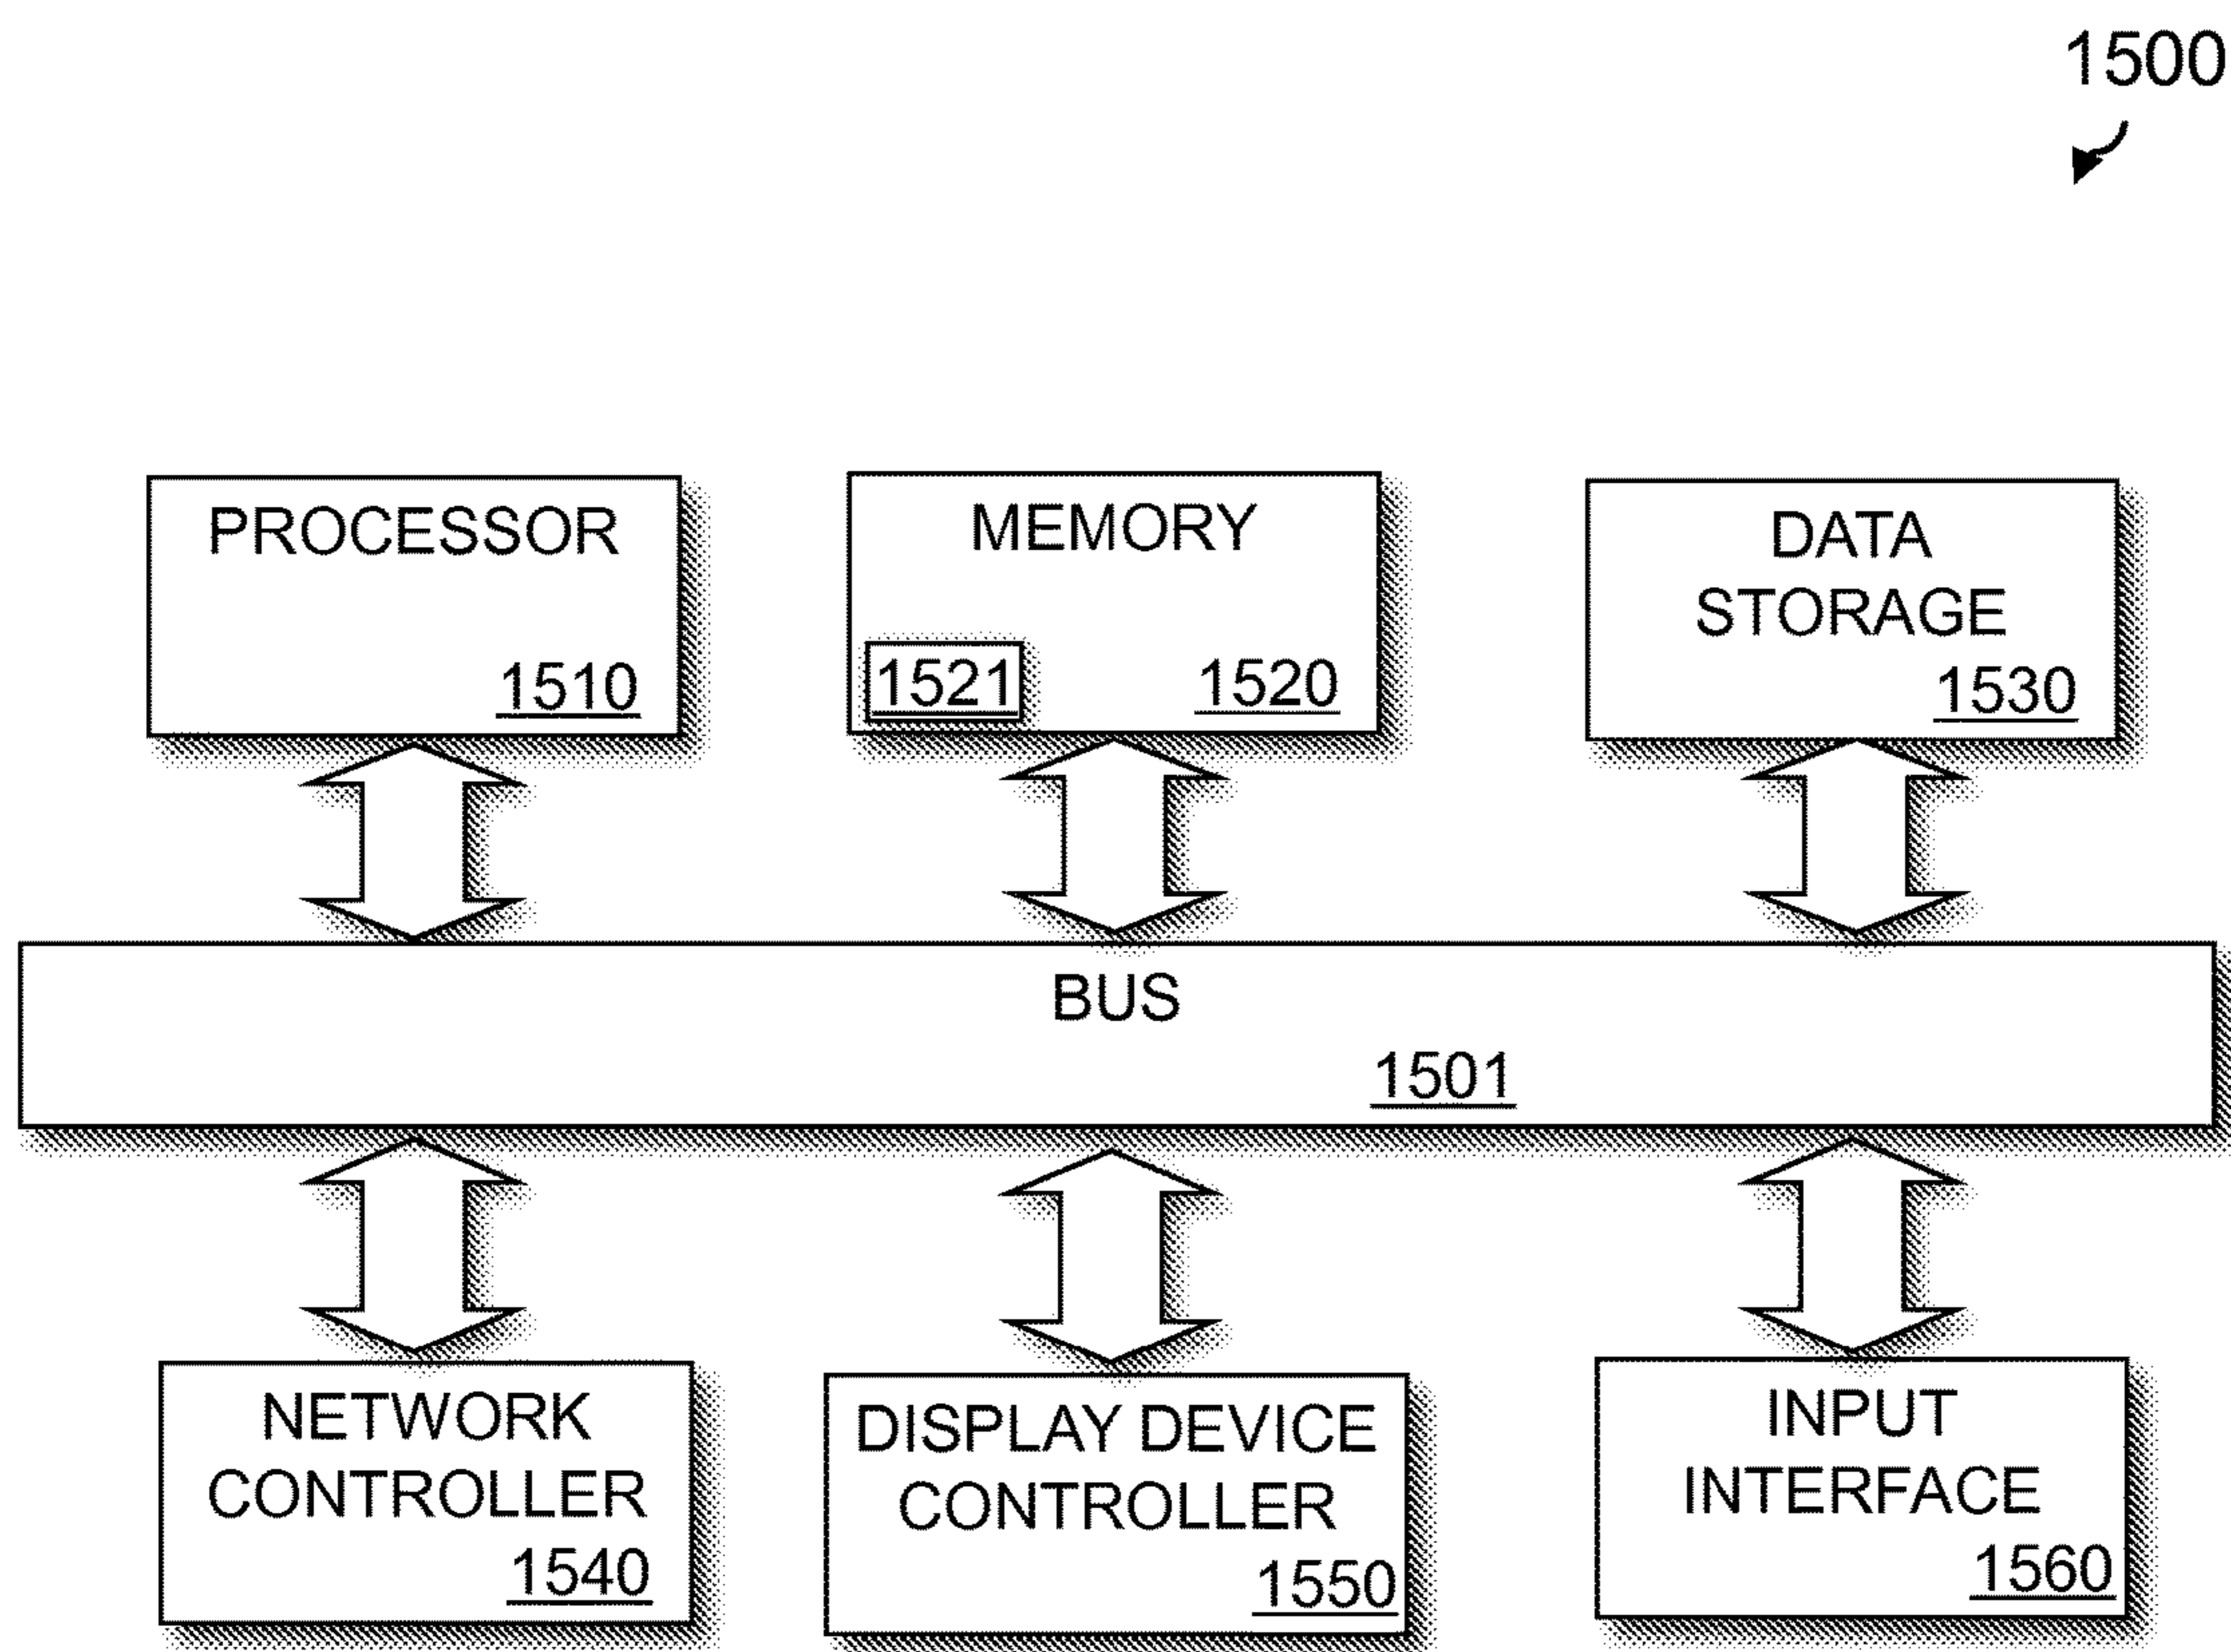 1500
PROCESSOR
1510
MEMORY
1521
1520
DATA
STORAGE
1530
BUS
1501
NETWORK
CONTROLLER
1540
DISPLAY DEVICE
CONTROLLER
1550
INPUT
INTERFACE
1560